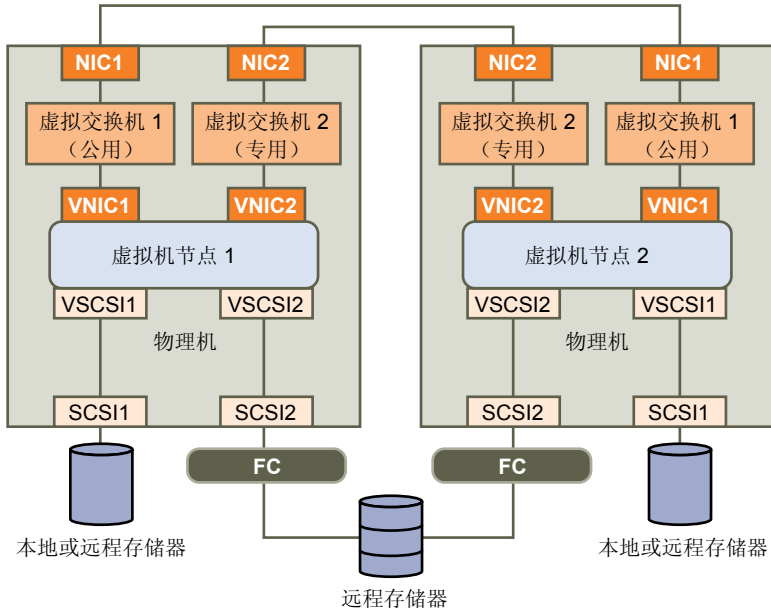 NIC1
NIC2
NIC2
NIC1
虚拟交换机 1
（公用）
虚拟交换机 2
（专用）
虚拟交换机 2
（专用）
虚拟交换机 1
（公用）
VNIC1
VNIC2
VNIC2
VNIC1
虚拟机节点 1
虚拟机节点 2
VSCSI1
VSCSI2
VSCSI2
VSCSI1
物理机
物理机
SCSI1
SCSI2
SCSI2
SCSI1
FC
FC
本地或远程存储器
本地或远程存储器
远程存储器